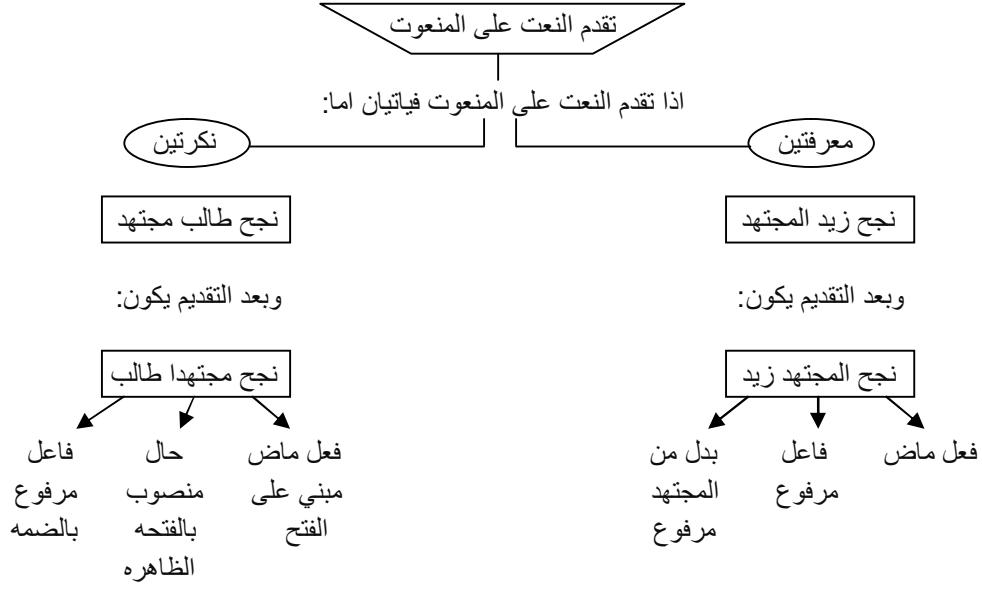 تقدم النعت على المنعوت
اذا تقدم النعت على المنعوت فياتيان اما:
معرفتين
نكرتين
نجح زيد المجتهد
نجح طالب مجتهد
وبعد التقديم يكون:
وبعد التقديم يكون:
نجح المجتهد زيد
نجح مجتهدا طالب
فعل ماض
فاعل
مرفوع
بدل من
المجتهد
مرفوع
فعل ماض
مبني على
الفتح
حال
منصوب
بالفتحه
الظاهره
فاعل
مرفوع
بالضمه